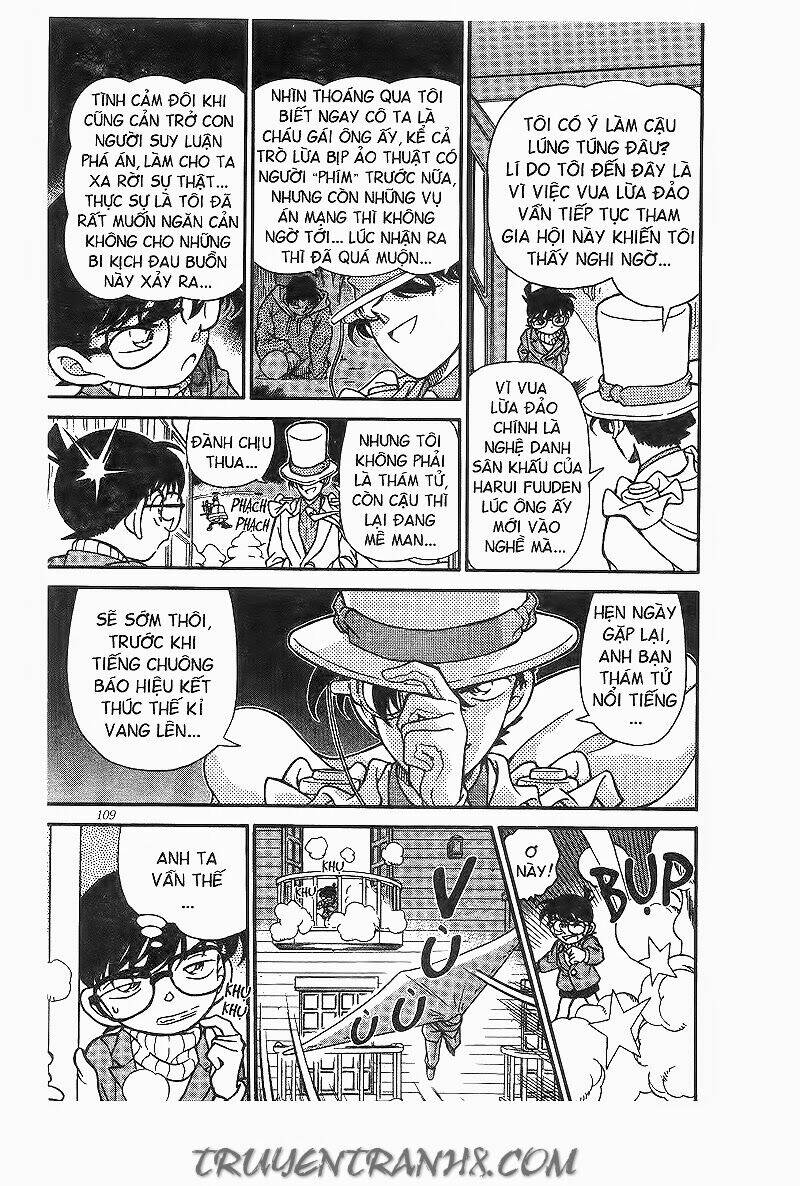 TÔI CÓ Ý LÀM CẬU
LÚNG TÚNG ĐÂU?
LÍ DO TÔI ĐẾN ĐÂY LÀ
VÌ VIỆC VUA LỪA ĐẢO
VẪN TIẾP TỤC THAM
GIA HỘI NÀY KHIẾN TÔI
THẤY NGHI NGỜ...
VÌ VUA
LỪA ĐẢO
CHÍNH LÀ
NGHỆ DANH
SÂN KHẤU CỦA
HARUI FUUDEN
LÚC ÔNG ẤY
MỚI VÀO
NGHỀ MÀ...
NHÌN THOÁNG QUA TÔI
BIẾT NGAY CÔ TA LÀ
CHÁU GÁI ÔNG ẤY, KỂ CẢ
TRÒ LỪA BỊP ẢO THUẬT CÓ
NGƯỜI "PHÍM" TRƯỚC NỮA,
NHƯNG CÒN NHỮNG VỤ
ÁN MẠNG THÌ KHÔNG
NGỜ TỚI... LÚC NHẬN RA
THÌ ĐÃ QUÁ MUỘN...
TÌNH CẢM ĐÔI KHI
CŨNG CẢN TRỞ CON
NGƯỜI SUY LUẬN
PHÁ ÁN, LÀM CHO TA
XA RỜI SỰ THẬT...
THỰC SỰ LÀ TÔI ĐÃ
RẤT MUỐN NGĂN CẢN
KHÔNG CHO NHỮNG
BI KỊCH ĐAU BUỒN
NÀY XẢY RA...
NHƯNG TÔI
KHÔNG PHẢI
LÀ THÁM TỬ,
CÒN CẬU THÌ
LẠI ĐANG
MÊ MAN...
ĐÀNH CHỊU
THUA...
PHẠCH
PHẠCH
HẸN NGÀY
GẶP LẠI,
ANH BẠN
THÁM TỬ
NỔI TIẾNG
...
SẼ SỚM THÔI,
TRƯỚC KHI
TIẾNG CHUÔNG
BÁO HIỆU KẾT
THÚC THẾ KỈ
VANG LÊN...
109
Ơ
NÀY!
BỤP
KHỤ
KHỤ
VÙ
Ù
Ù
ANH TA
VẪN THẾ
...
KHỤ
KHỤ
TRUYENTRANH8.COM